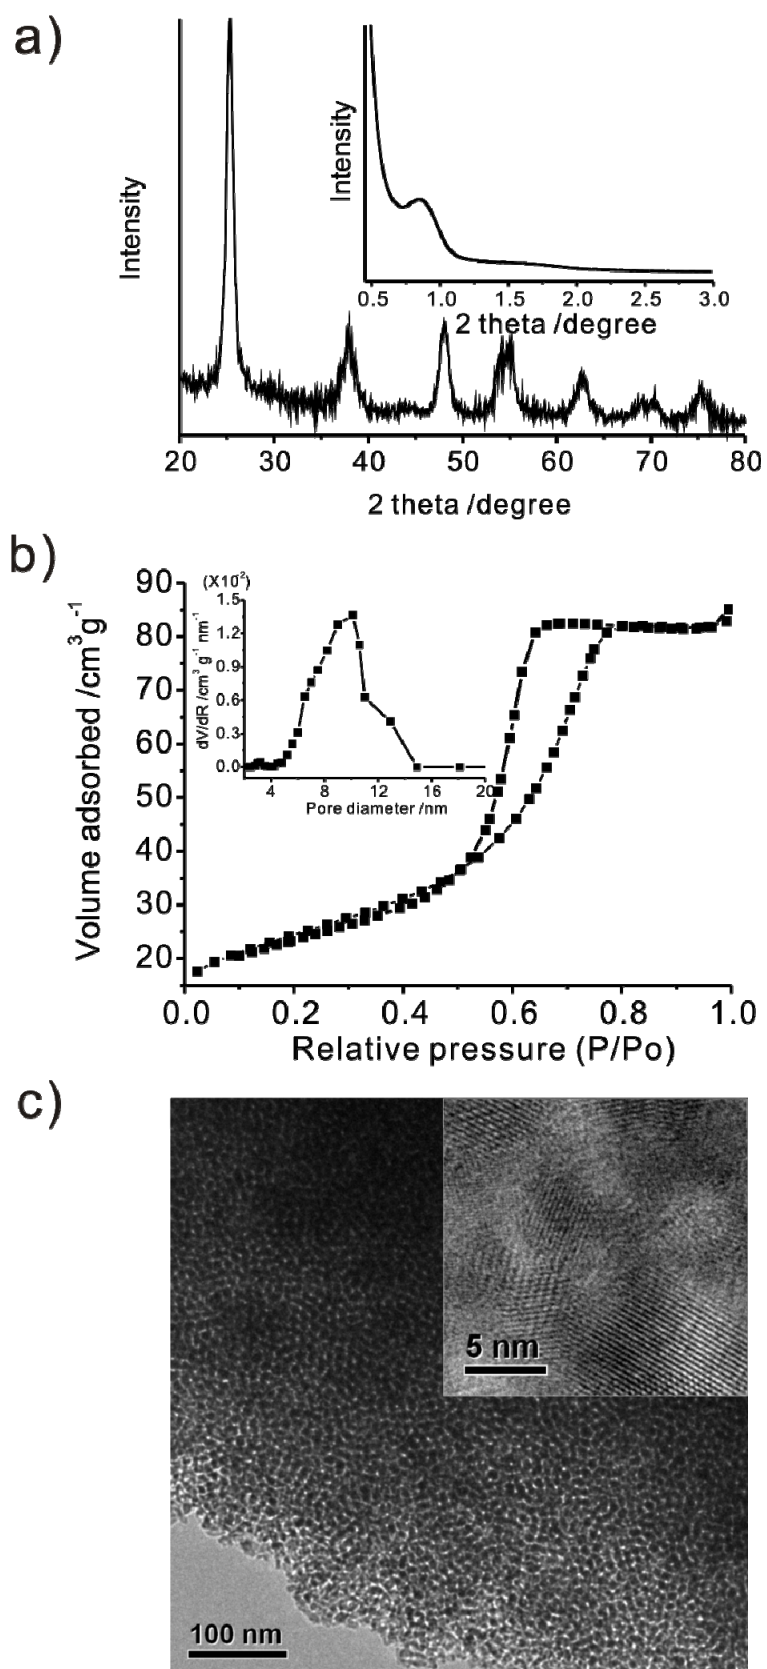 a)
Intensity
Intensity
0.5 1.0 1.5 2.0 2.5 3.0
2 theta /degree
20 30 40 50 60 70 80
2 theta /degree
b)
Volume adsorbed /cm³g⁻¹
90
80
70
60
50
40
30
20
(X10²)
dV/dR /cm³ g⁻¹ nm⁻¹
1.5
1.2
0.9
0.6
0.3
0.0
4 8 12 16 20
Pore diameter /nm
0.0 0.2 0.4 0.6 0.8 1.0
Relative pressure (P/Po)
c)
5 nm
100 nm